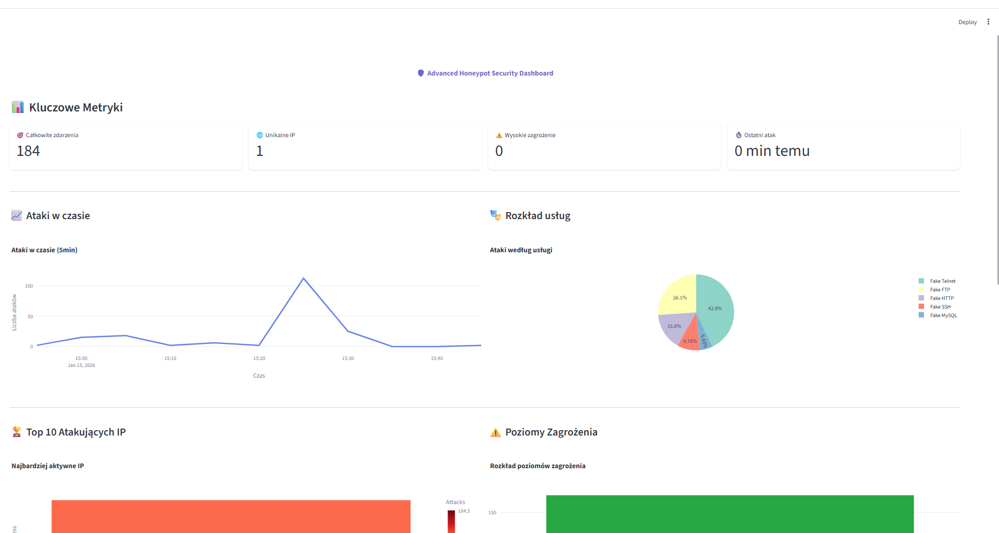 Deploy
Advanced Honeypot Security Dashboard
Kluczowe Metryki
Całkowite zdarzenia
184
Unikalne IP
1
Wysokie zagrożenie
0
Ostatni atak
0 min temu
Ataki w czasie
Ataki w czasie (5min)
Liczba ataków
100
50
0
15:00
Jan 15, 2026
15:10
15:20
15:30
15:40
Czas
Rozkład usług
Ataki według usługi
26.1%
42.9%
15.8%
9.78%
5.43%
Fake Telnet
Fake FTP
Fake HTTP
Fake SSH
Fake MySQL
Top 10 Atakujących IP
Najbardziej aktywne IP
Attacks
184.5
Poziomy Zagrożenia
Rozkład poziomów zagrożenia
150